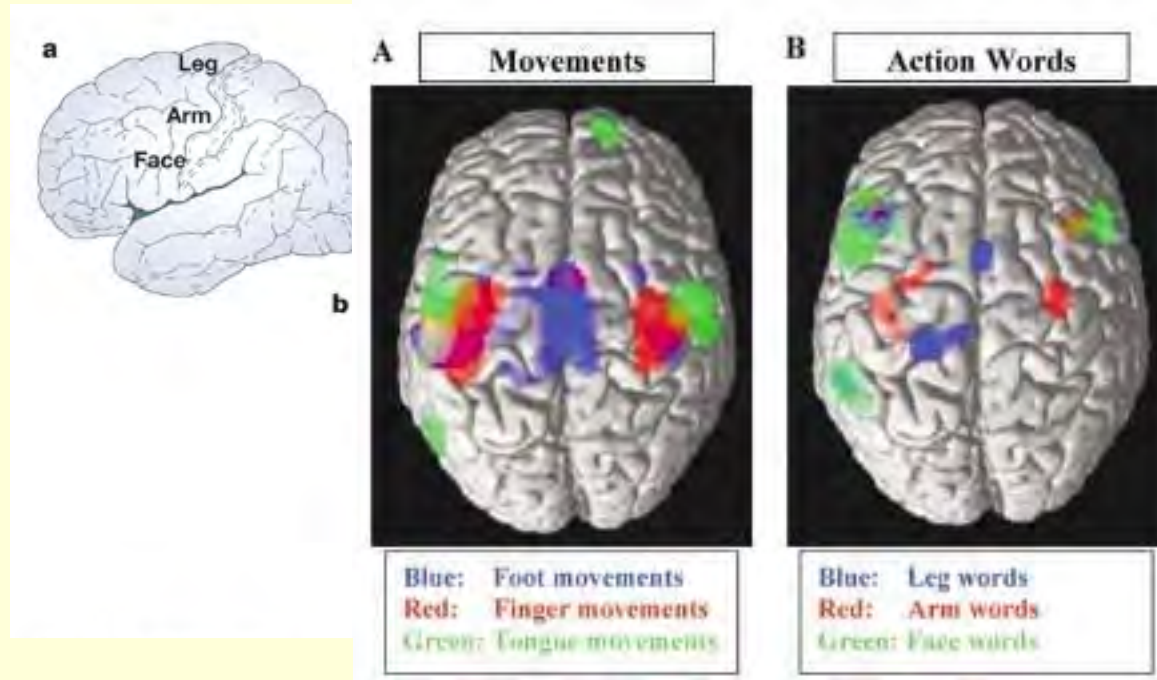 a
Leg
Arm
Face
b
A
Movements
Blue: Foot movements
Red: Finger movements
Green: Tongue movements
B
Action Words
Blue: Leg words
Red: Arm words
Green: Face words